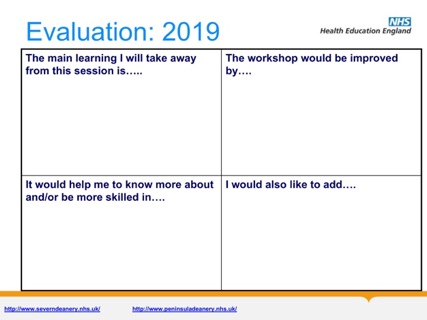 Evaluation: 2019
NHS
Health Education England
The main learning I will take away
from this session is…..
The workshop would be improved
by….
It would help me to know more about
and/or be more skilled in….
I would also like to add….
http://www.severndeanery.nhs.uk/
http://www.peninsuladeanery.nhs.uk/